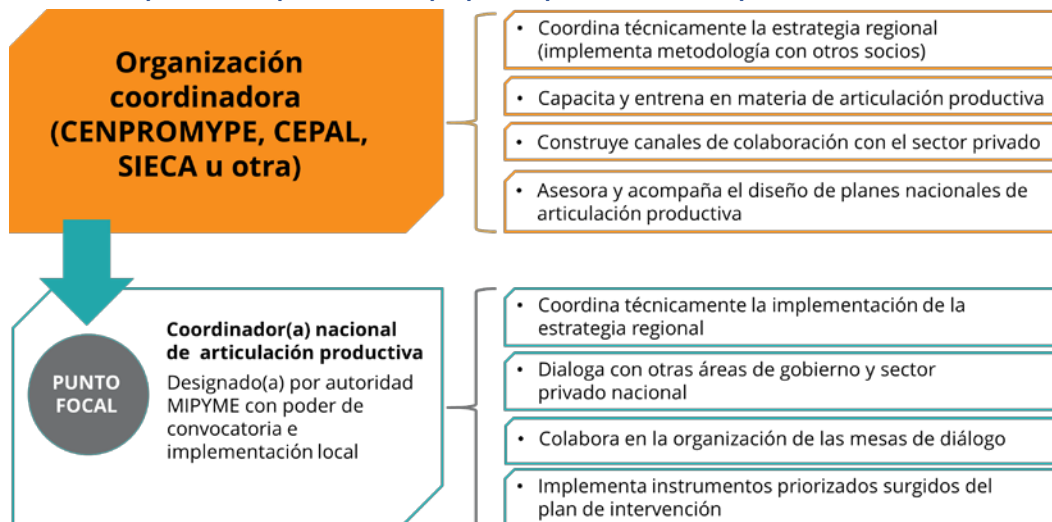 Organización
coordinadora
(CENPROMYPE, CEPAL,
SIECA u otra)
• Coordina técnicamente la estrategia regional
(implementa metodología con otros socios)
• Capacita y entrena en materia de articulación productiva
• Construye canales de colaboración con el sector privado
• Asesora y acompaña el diseño de planes nacionales de
articulación productiva
PUNTO
FOCAL
Coordinador(a) nacional
de articulación productiva
Designado(a) por autoridad
MIPYME con poder de
convocatoria e
implementación local
• Coordina técnicamente la implementación de la
estrategia regional
• Dialoga con otras áreas de gobierno y sector
privado nacional
• Colabora en la organización de las mesas de diálogo
• Implementa instrumentos priorizados surgidos del
plan de intervención